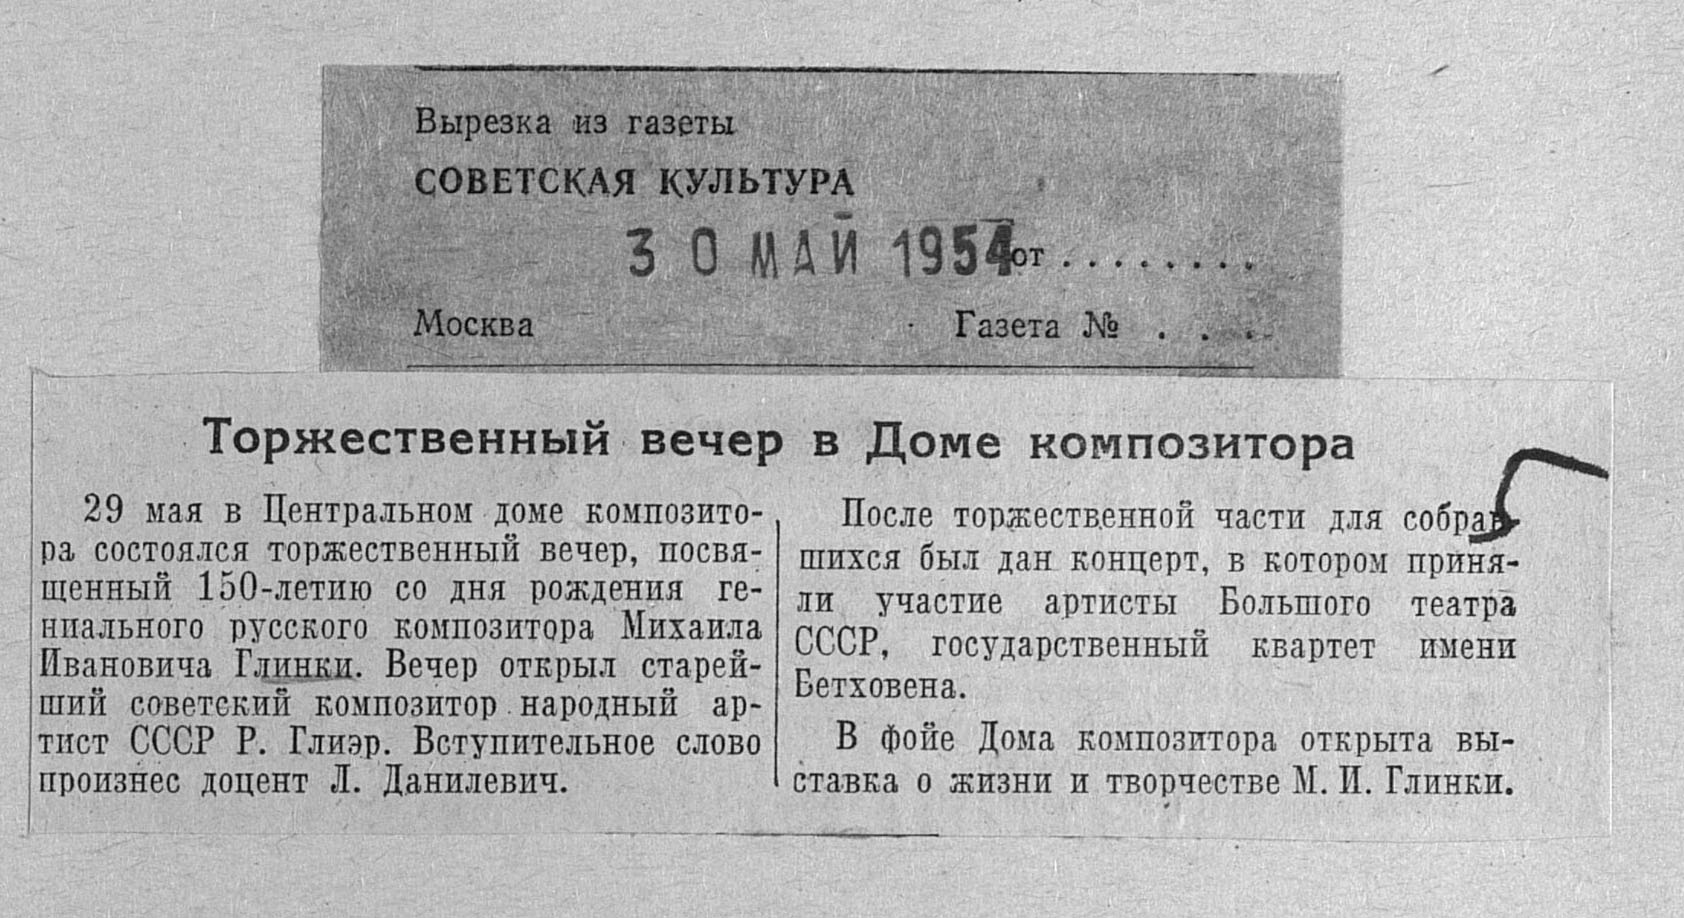 Вырезка из газеты
СОВЕТСКАЯ КУЛЬТУРА
30 МАЙ 1954 от . . . . . . . . .
Москва Газета № . . .
Торжественный вечер в Доме композитора
29 мая в Центральном доме композито-
ра состоялся торжественный вечер, посвя-
щенный 150-летию со дня рождения ге-
ниального русского композитора Михаила
Ивановича Глинки. Вечер открыл старей-
ший советский композитор народный ар-
тист СССР Р. Глиэр. Вступительное слово
произнес доцент Л. Данилевич.
После торжественной части для собрав-
шихся был дан концерт, в котором приня-
ли участие артисты Большого театра
СССР, государственный квартет имени
Бетховена.
В фойе Дома композитора открыта вы-
ставка о жизни и творчестве М. И. Глинки.